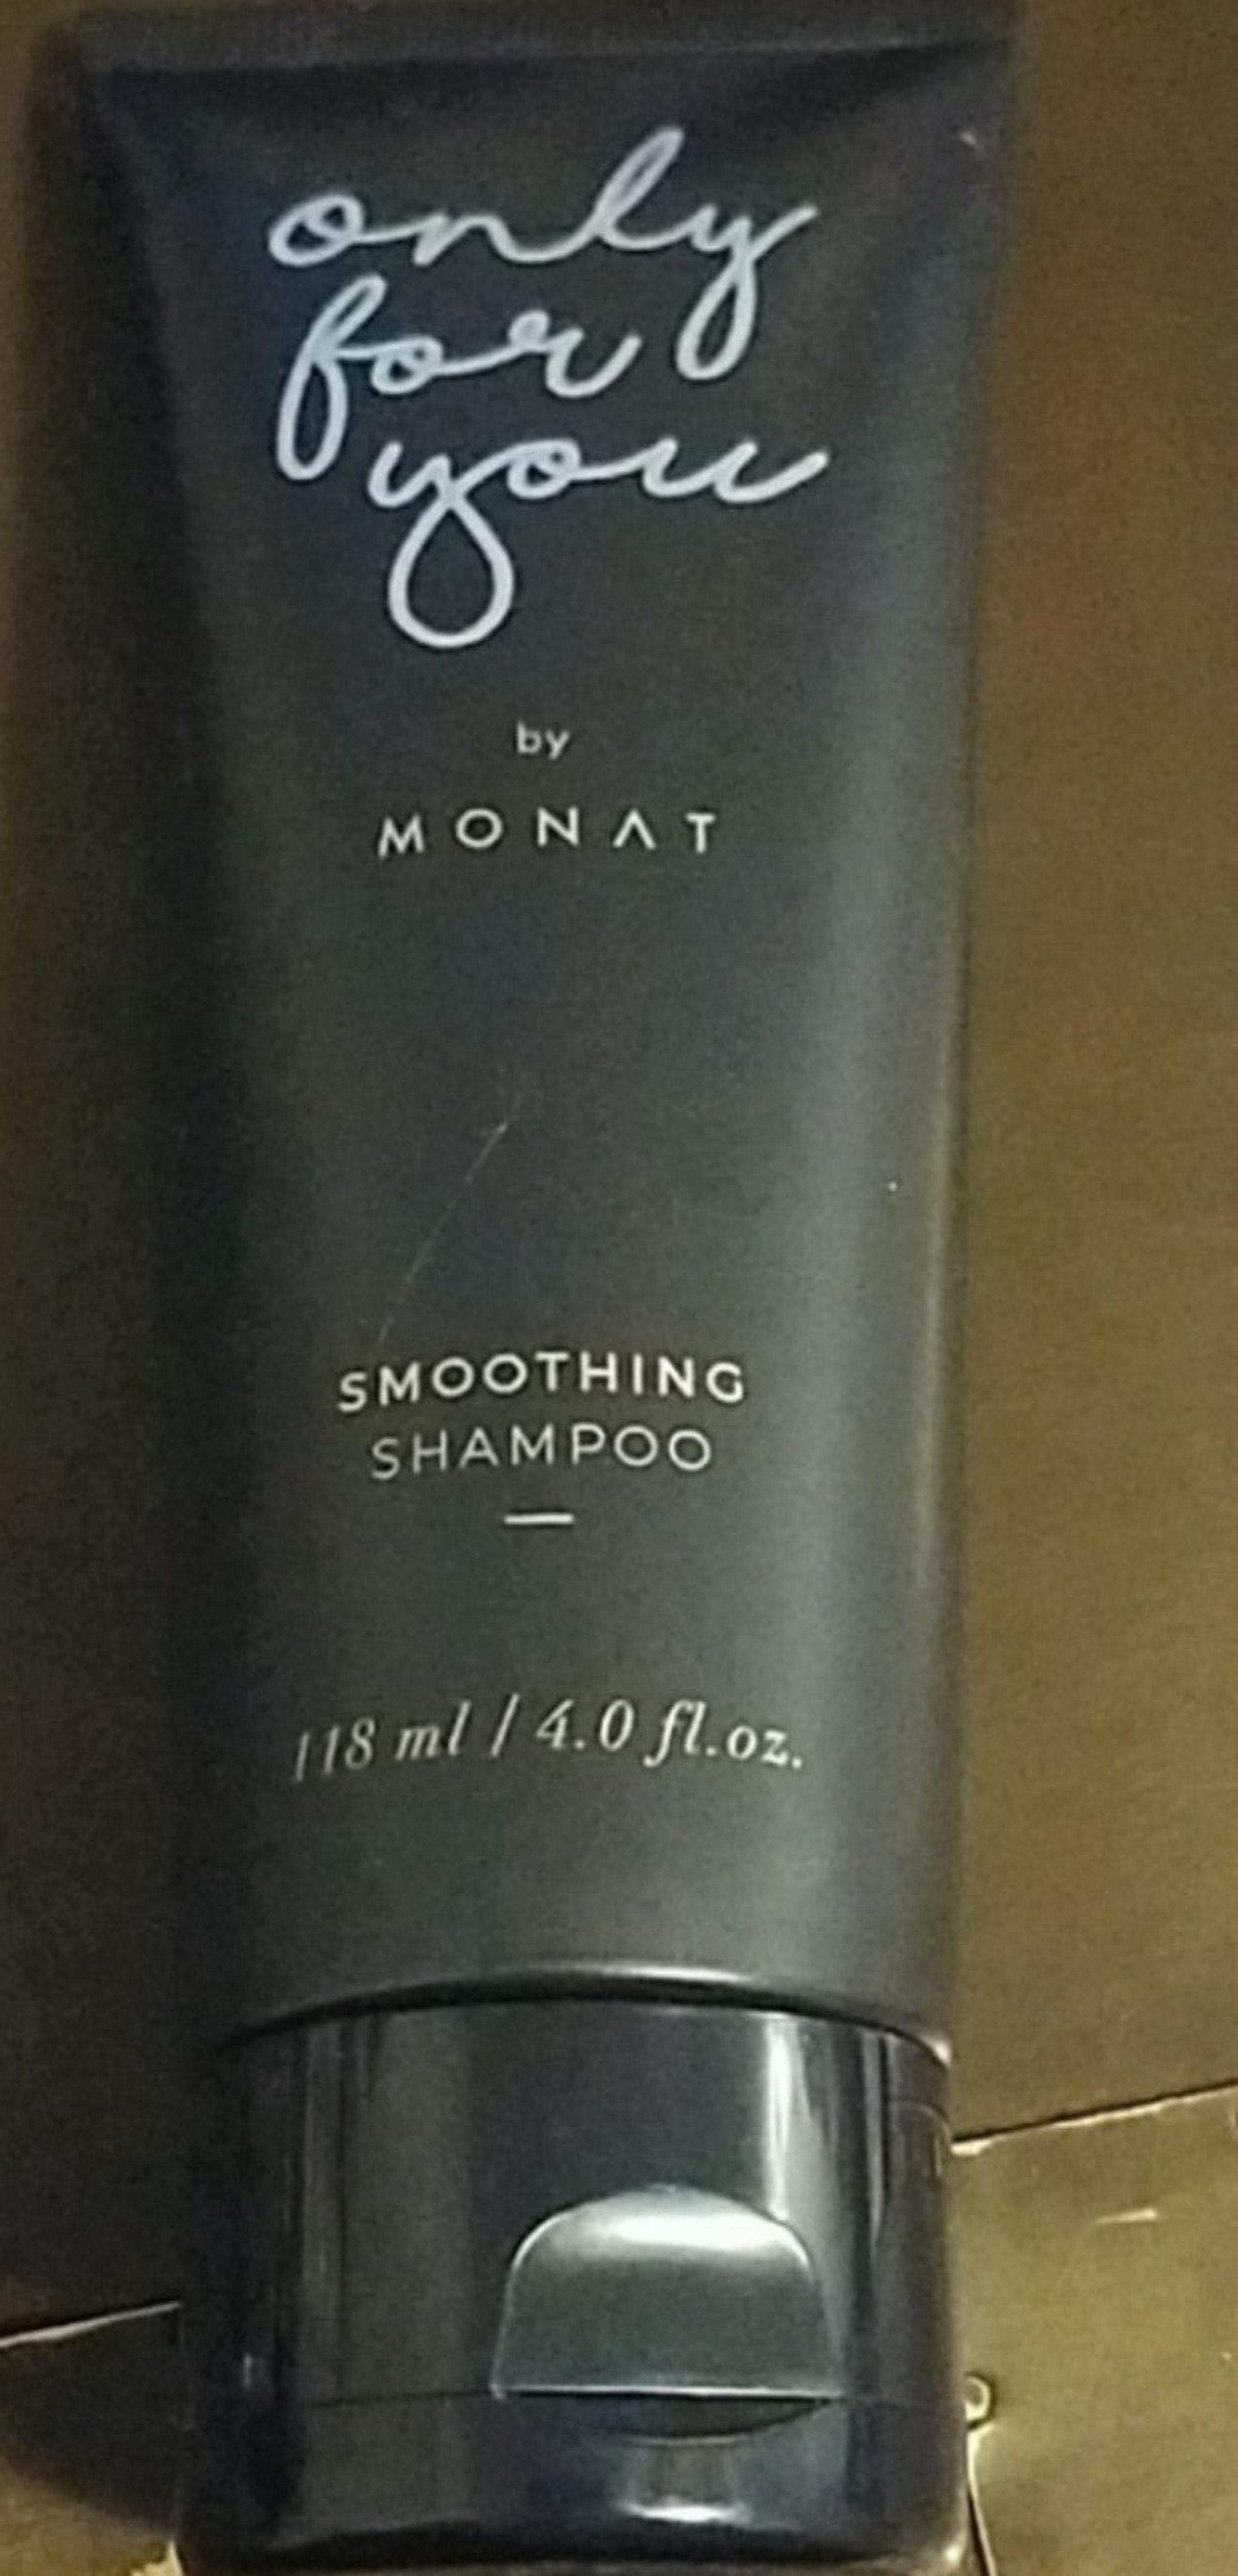 only
for
you
by
MONAT
SMOOTHING
SHAMPOO
118 ml / 4.0 fl.oz.